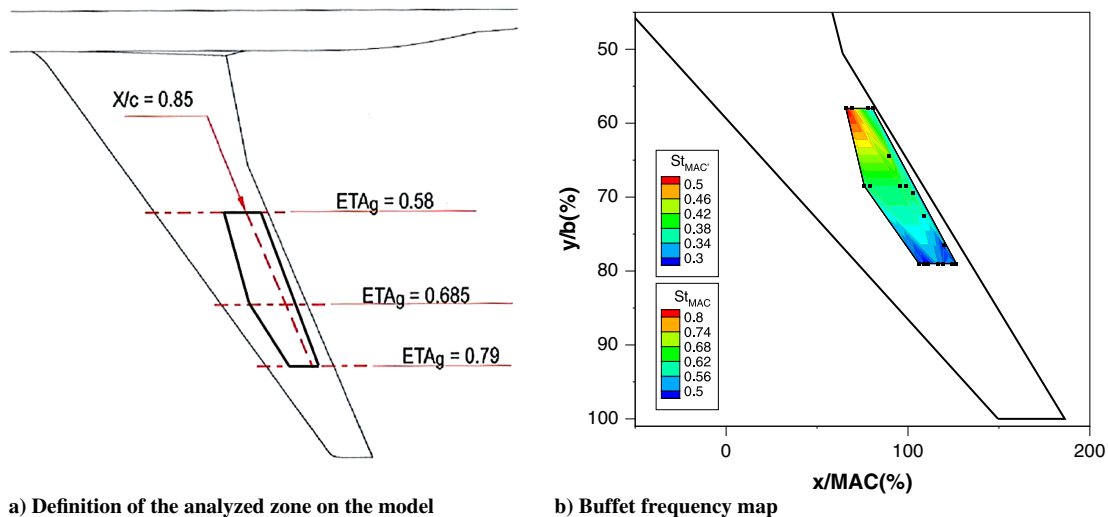 X/c = 0.85
ETAg = 0.58
ETAg = 0.685
ETAg = 0.79
a) Definition of the analyzed zone on the model
y/b(%)
50
60
70
80
90
100
St_MAC'
0.5
0.46
0.42
0.38
0.34
0.3
St_MAC
0.8
0.74
0.68
0.62
0.56
0.5
0
100
200
x/MAC(%)
b) Buffet frequency map